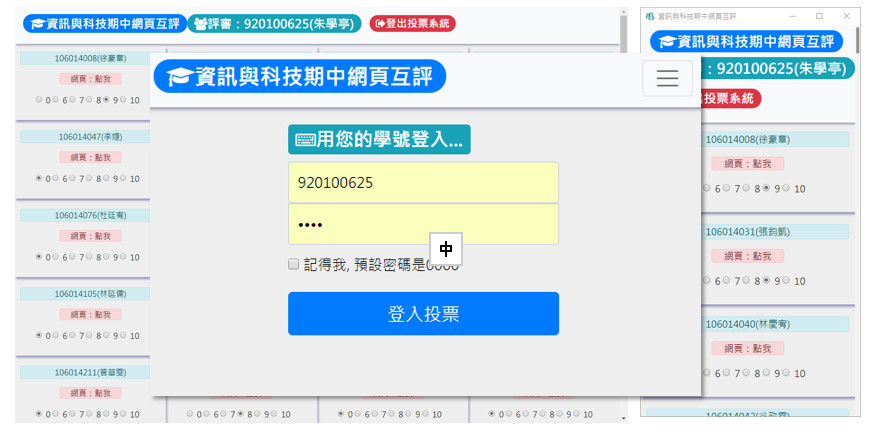 資訊與科技期中網頁互評 評審：920100625(朱學亭) 登出投票系統
106014008(徐豪章)
網頁：點我
0 6 7 8 9 10
106014047(李媛)
網頁：點我
0 6 7 8 9 10
106014076(杜廷宥)
網頁：點我
0 6 7 8 9 10
106014105(林延儒)
網頁：點我
0 6 7 8 9 10
106014211(曾
網頁：點我
0 6 7 8 9 10
0 6 7 8 9 10
0 6 7 8 9 10
0 6 7 8 9 10
資訊與科技期中網頁互評
用您的學號登入...
920100625
••••
記得我, 預設密碼是0000
中
登入投票
資訊與科技期中網頁互評
資訊與科技期中網頁互評
：920100625(朱學亭)
投票系統
106014008(徐豪章)
網頁：點我
0 6 7 8 9 10
106014031(張鈞凱)
網頁：點我
0 6 7 8 9 10
106014040(林慶宥)
網頁：點我
0 6 7 8 9 10